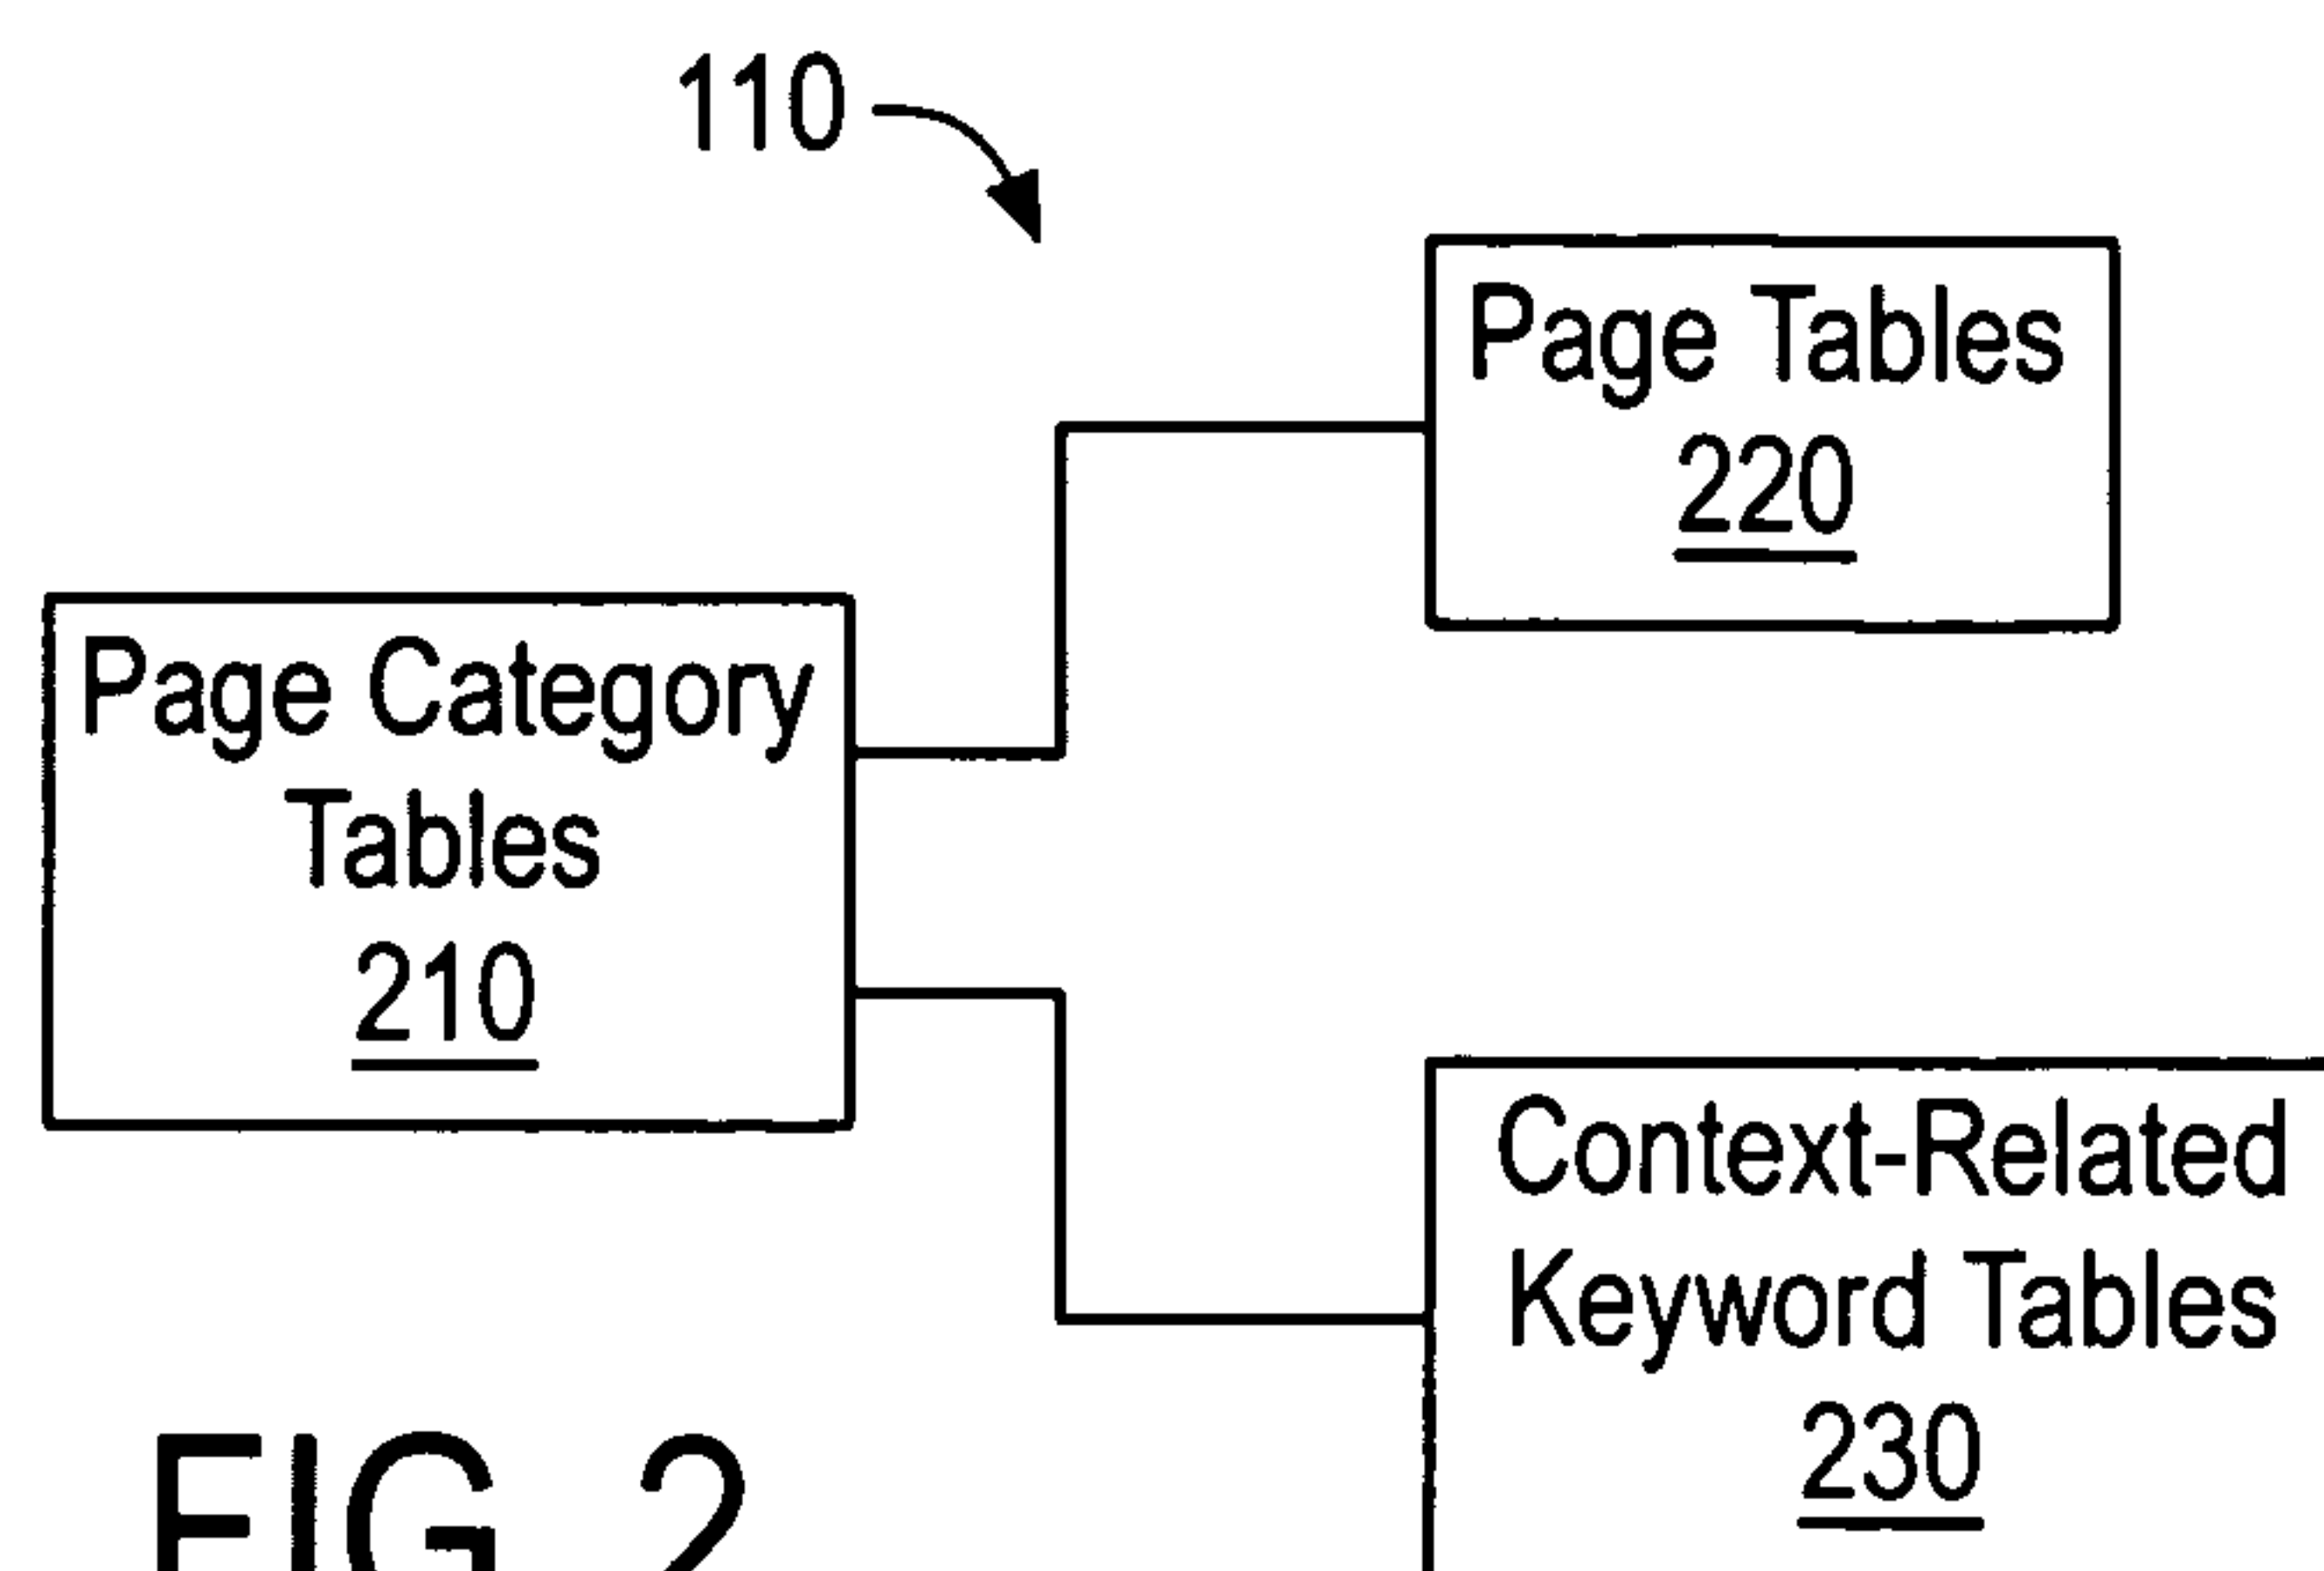 110
Page Tables
220
Page Category
Tables
210
Context-Related
Keyword Tables
230
FIG. 2